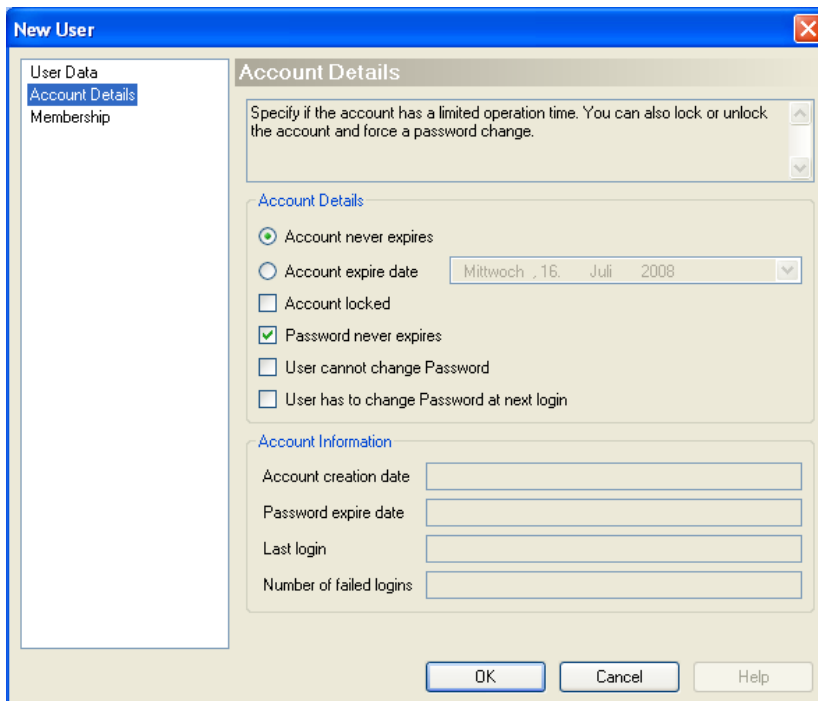 New User
User Data
Account Details
Membership
Account Details
Specify if the account has a limited operation time. You can also lock or unlock
the account and force a password change.
Account Details
Account never expires
Account expire date
Mittwoch , 16. Juli 2008
Account locked
Password never expires
User cannot change Password
User has to change Password at next login
Account Information
Account creation date
Password expire date
Last login
Number of failed logins
OK
Cancel
Help